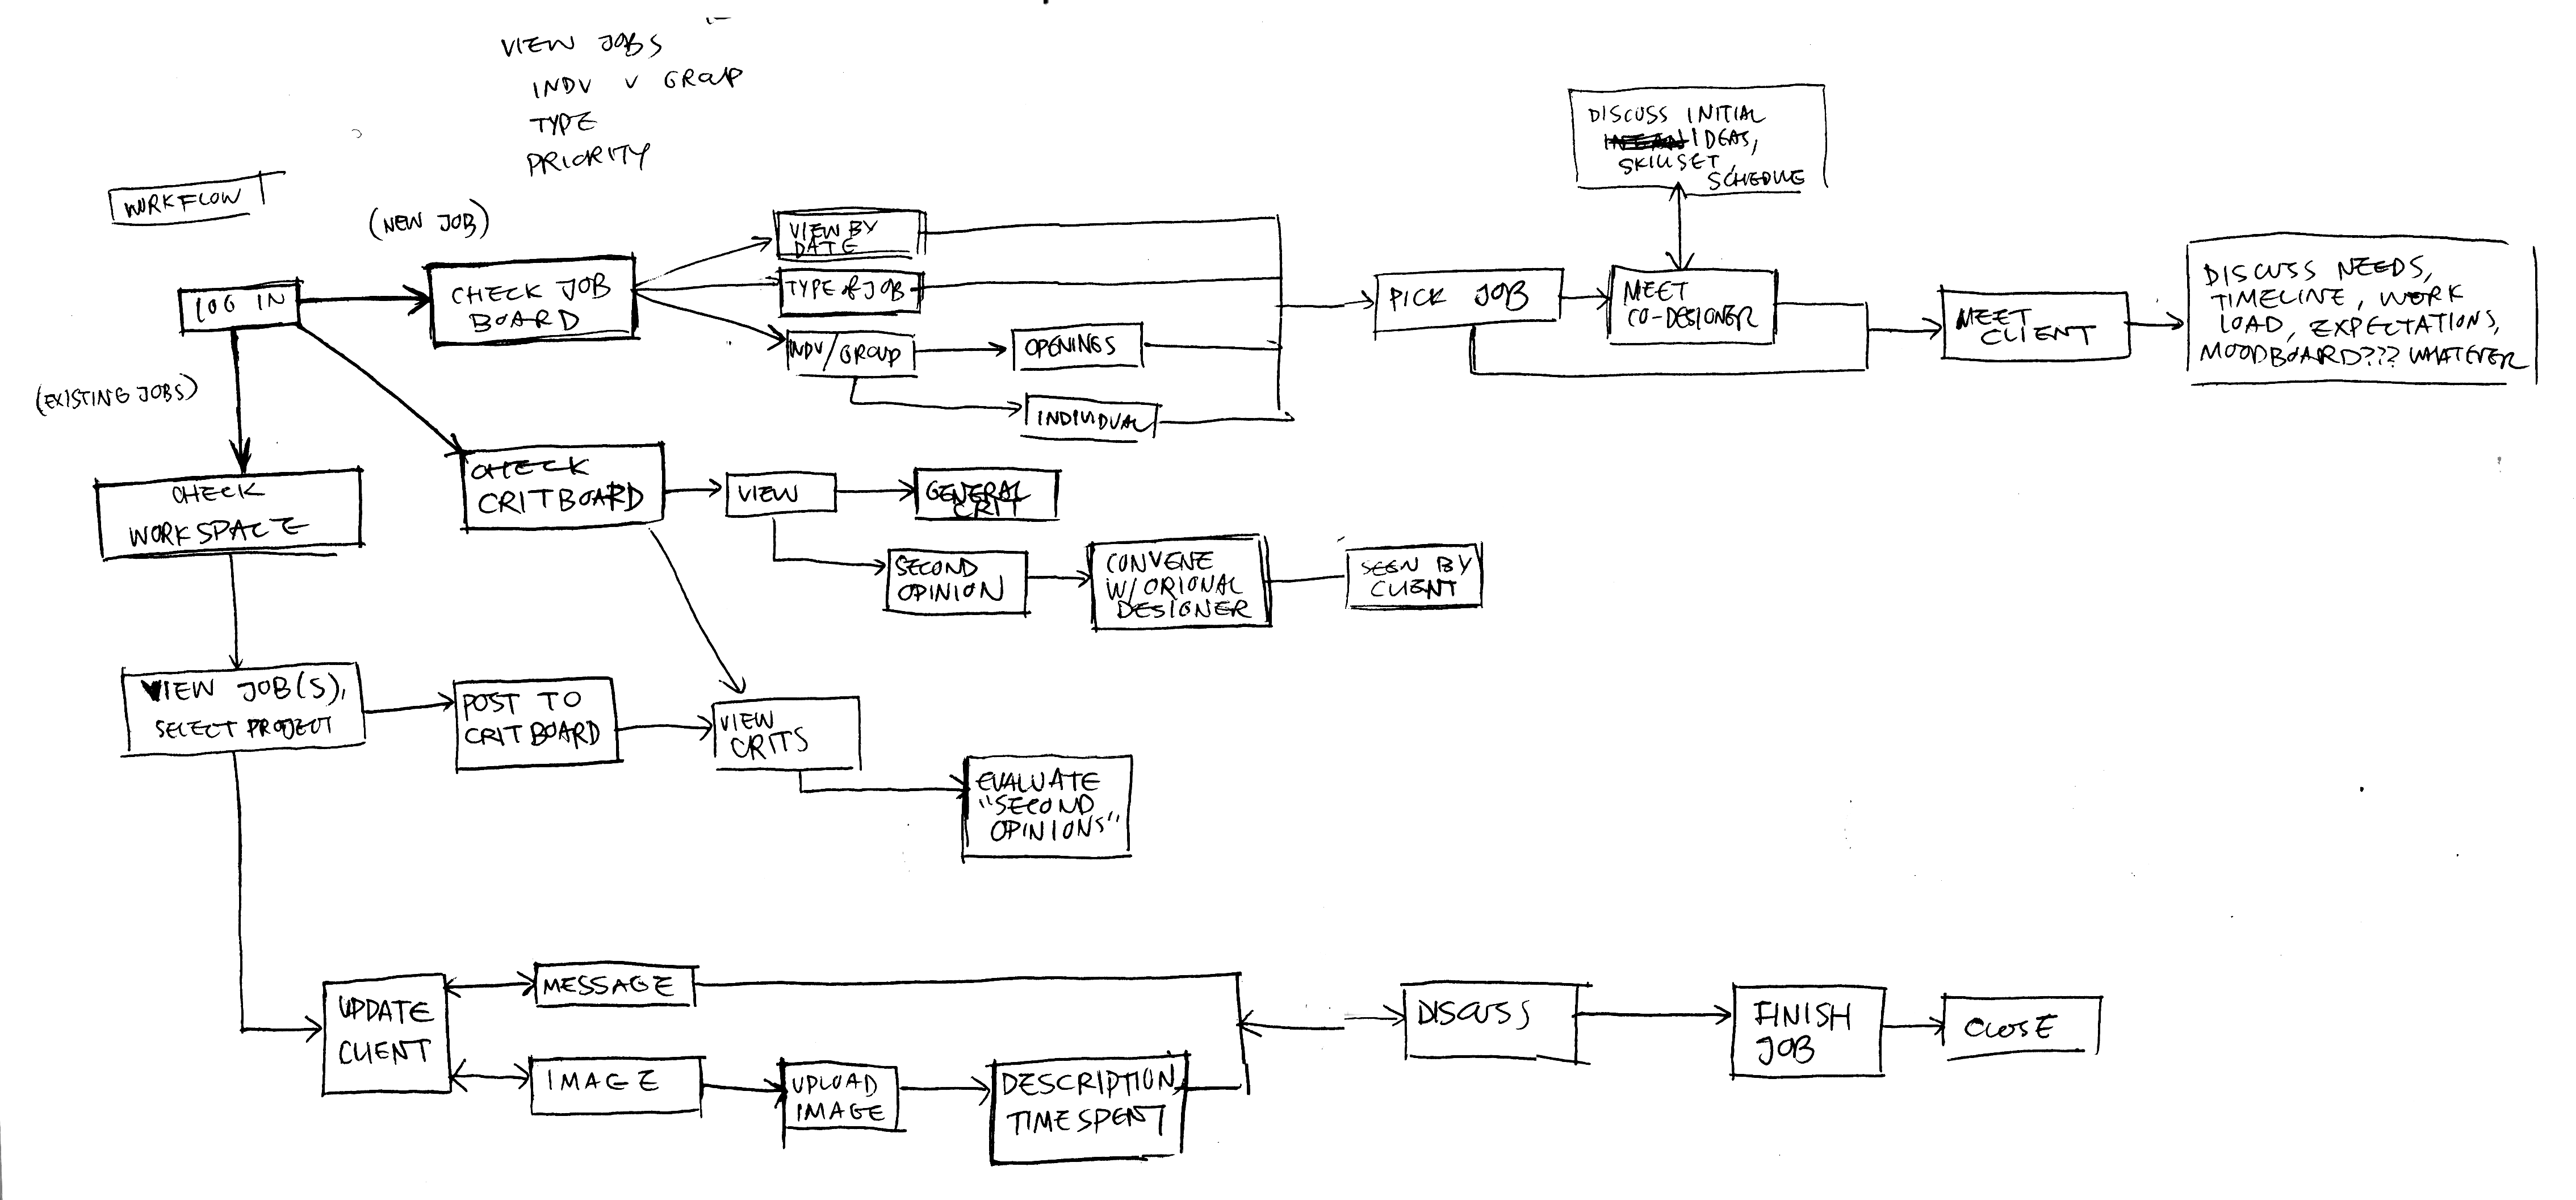 VIEW JOBS
INDV V GROUP
TYPE
PRIORITY
WORKFLOW
(NEW JOB)
LOG IN
CHECK JOB
BOARD
VIEW BY
DATE
TYPE of JOB
INDV/GROUP
OPENINGS
INDIVIDUAL
PICK JOB
DISCUSS INITIAL
IDEAS,
SKILLSET,
SCHEDULE
MEET
CO-DESIGNER
MEET
CLIENT
DISCUSS NEEDS,
TIMELINE, WORK
LOAD, EXPECTATIONS,
MOODBOARD??? WHATEVER
(EXISTING JOBS)
CHECK
WORKSPACE
CHECK
CRITBOARD
VIEW
GENERAL
CRIT
SECOND
OPINION
CONVENE
W/ORIONAL
DESIGNER
SEEN BY
CLIENT
VIEW JOB(S),
SELECT PROJECT
POST TO
CRITBOARD
VIEW
CRITS
EVALUATE
"SECOND
OPINIONS"
UPDATE
CLIENT
MESSAGE
IMAGE
UPLOAD
IMAGE
DESCRIPTION,
TIME SPENT
DISCUSS
FINISH
JOB
CLOSE